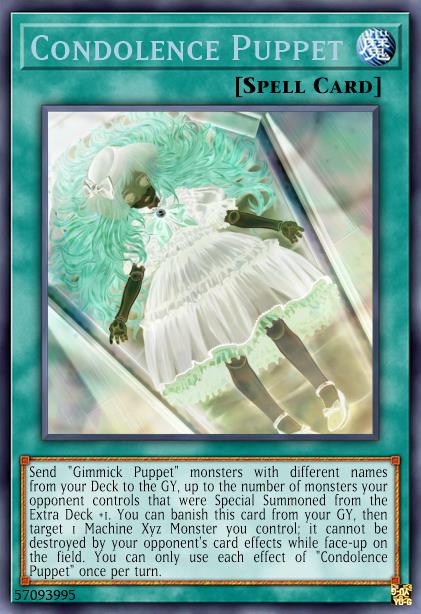 Condolence Puppet
魔
[Spell Card]
Send "Gimmick Puppet" monsters with different names
from your Deck to the GY, up to the number of monsters your
opponent controls that were Special Summoned from the
Extra Deck +1. You can banish this card from your GY, then
target 1 Machine Xyz Monster you control; it cannot be
destroyed by your opponent's card effects while face-up on
the field. You can only use each effect of "Condolence
Puppet" once per turn.
57093995